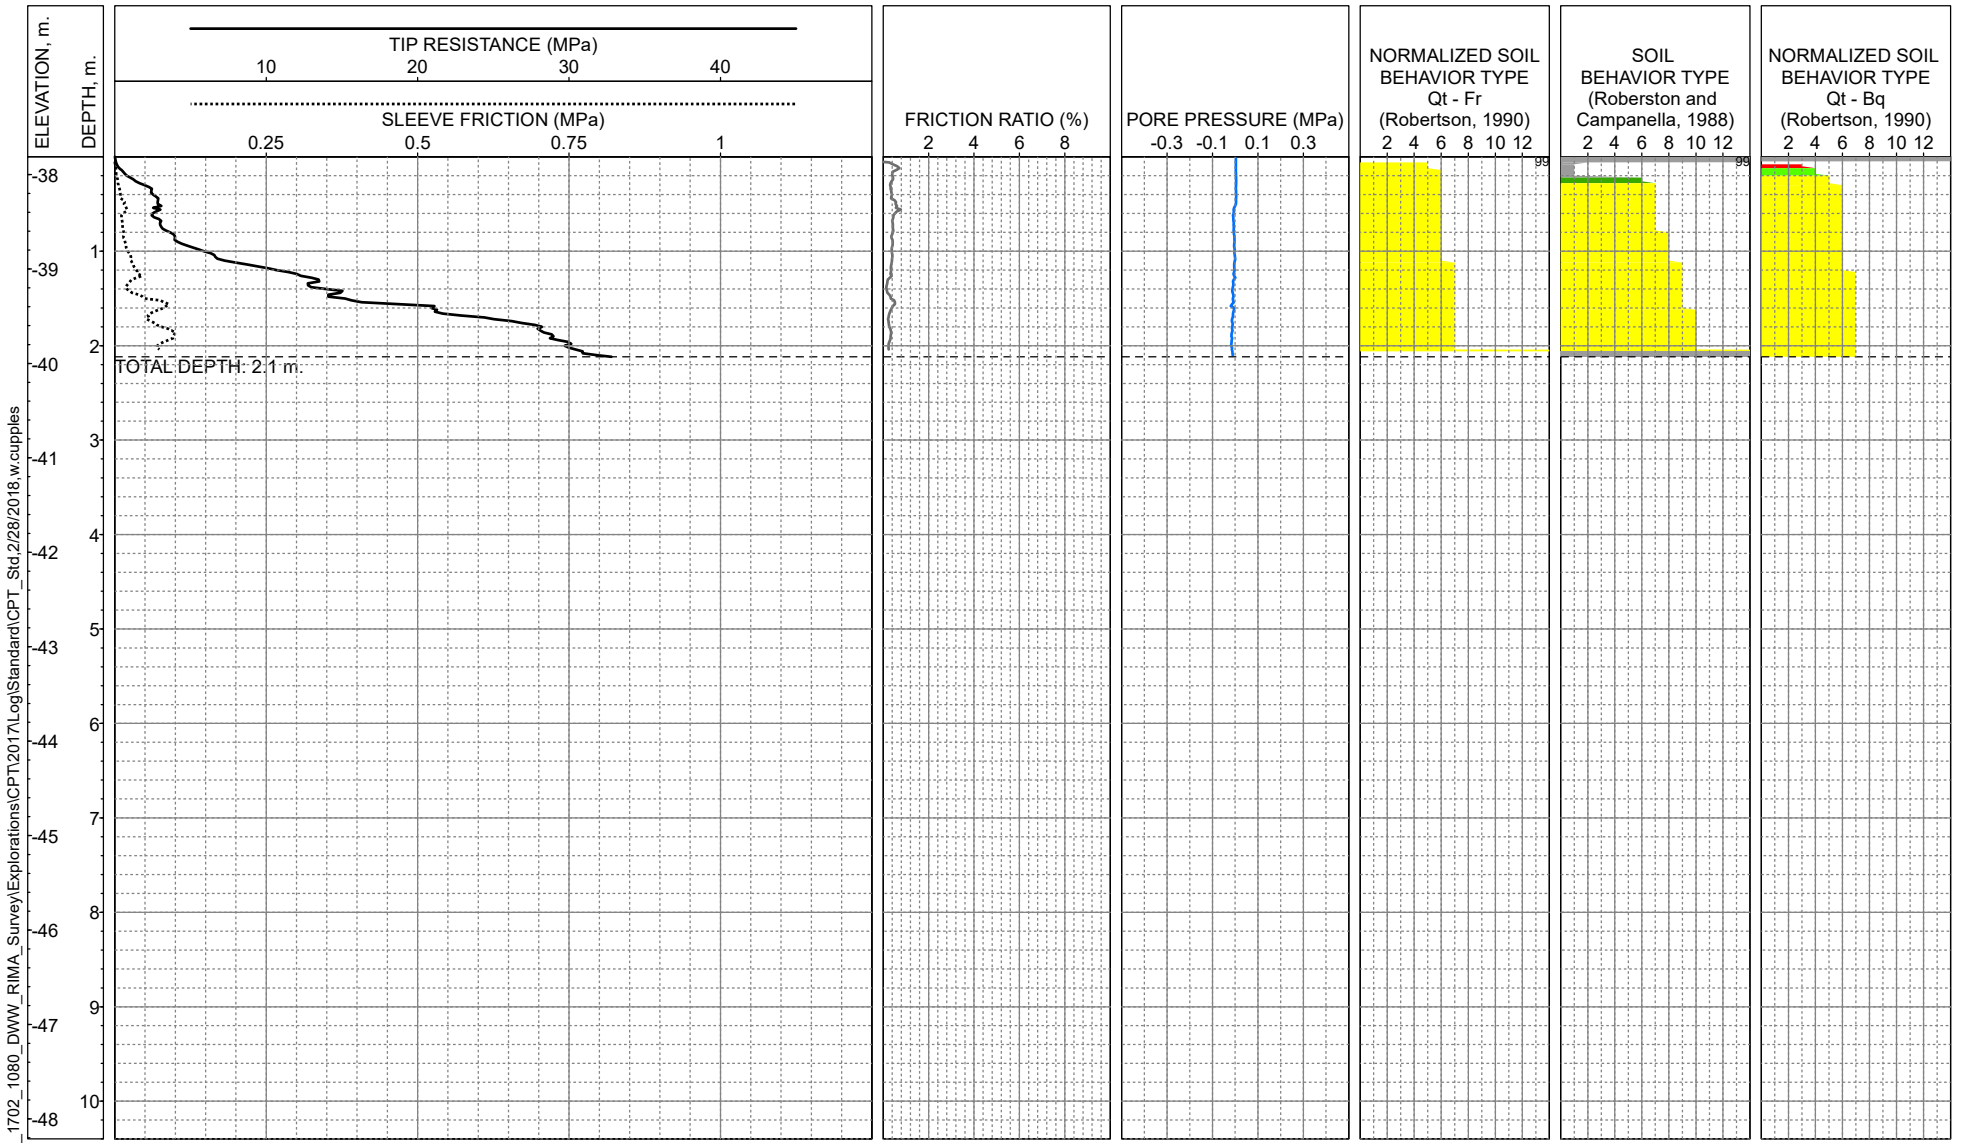 ELEVATION, m.
DEPTH, m.
TIP RESISTANCE (MPa)
10 20 30 40
SLEEVE FRICTION (MPa)
0.25 0.50 0.75 1
FRICTION RATIO (%)
2 4 6 8
PORE PRESSURE (MPa)
-0.3 -0.1 0.1 0.3
NORMALIZED SOIL
BEHAVIOR TYPE
Qt - Fr
(Robertson, 1990)
2 4 6 8 10 12
99
SOIL
BEHAVIOR TYPE
(Roberston and
Campanella, 1988)
2 4 6 8 10 12
99
NORMALIZED SOIL
BEHAVIOR TYPE
Qt - Bq
(Robertson, 1990)
2 4 6 8 10 12
-38
1
-39
2
-40
TOTAL DEPTH: 2.1 m.
3
-41
4
-42
5
-43
6
-44
7
-45
8
-46
9
-47
10
-48
_1702_1080_DWW_RIMA_Survey\Explorations\CPT\2017\Log\Standard\CPT_Std,2/28/2018,w.cupples